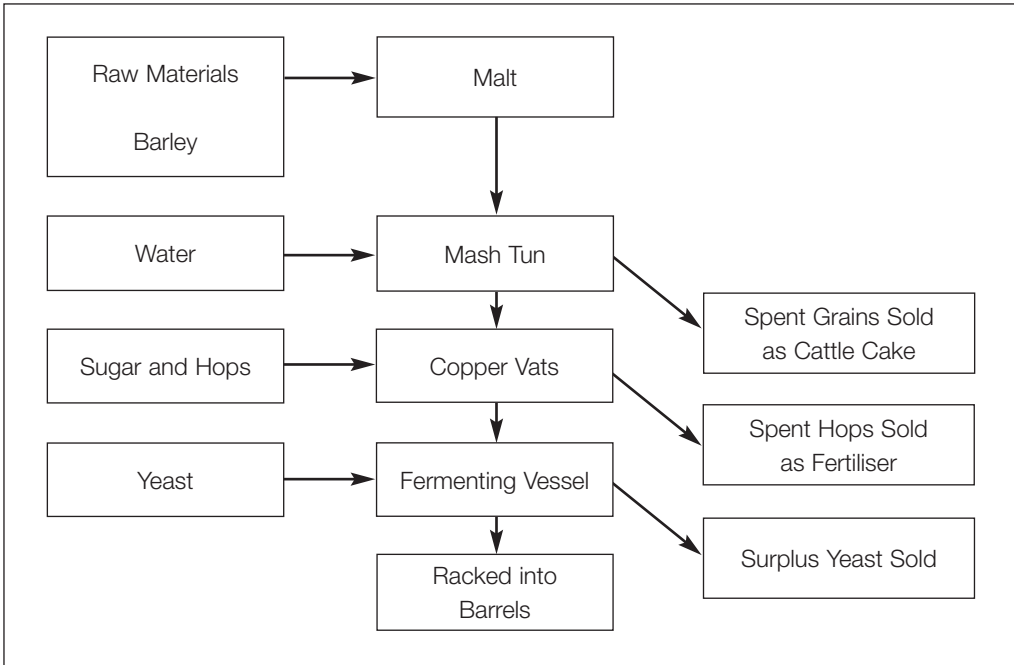 Raw Materials
Barley
Malt
Water
Mash Tun
Spent Grains Sold
as Cattle Cake
Sugar and Hops
Copper Vats
Spent Hops Sold
as Fertiliser
Yeast
Fermenting Vessel
Surplus Yeast Sold
Racked into
Barrels